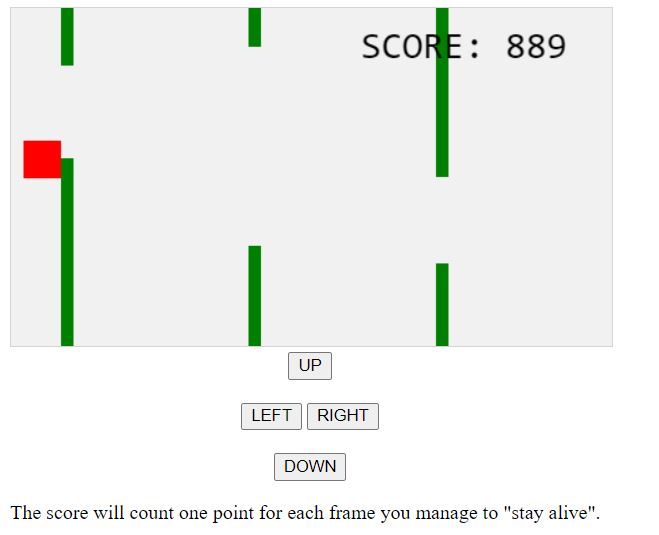 SCORE: 889
UP
LEFT RIGHT
DOWN
The score will count one point for each frame you manage to "stay alive".